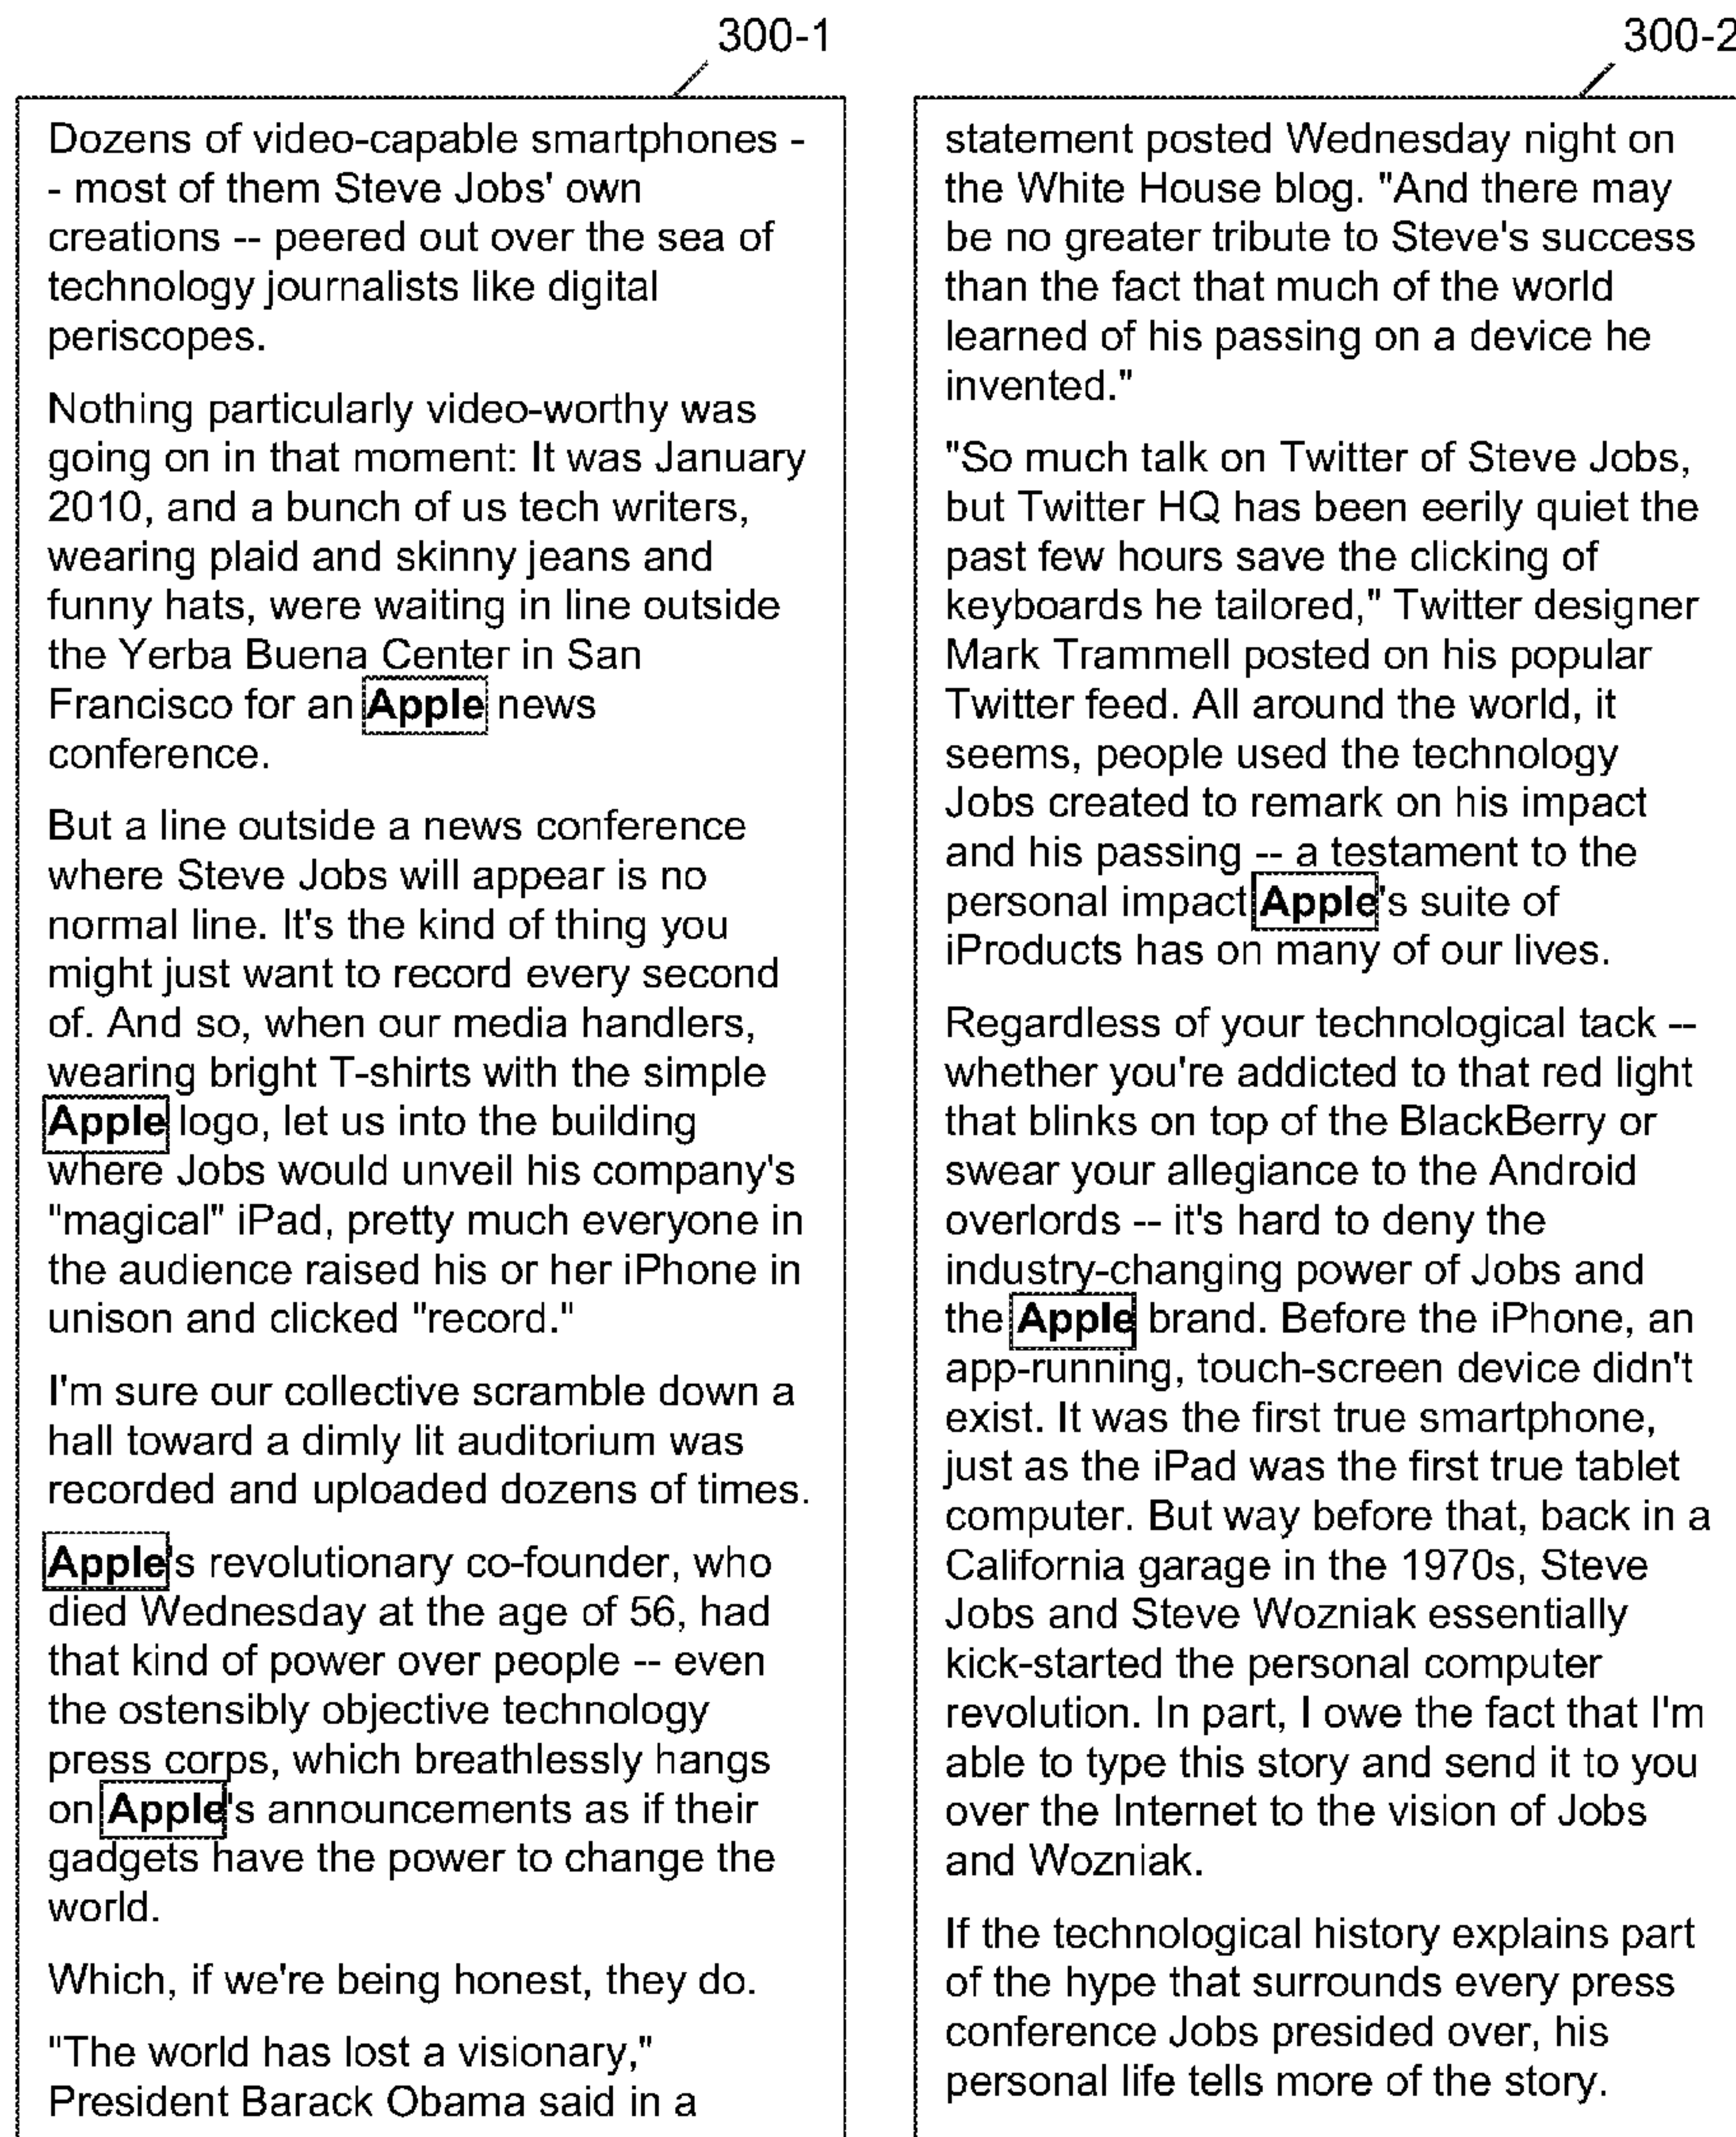 300-1
Dozens of video-capable smartphones -
- most of them Steve Jobs' own
creations -- peered out over the sea of
technology journalists like digital
periscopes.
Nothing particularly video-worthy was
going on in that moment: It was January
2010, and a bunch of us tech writers,
wearing plaid and skinny jeans and
funny hats, were waiting in line outside
the Yerba Buena Center in San
Francisco for an Apple news
conference.
But a line outside a news conference
where Steve Jobs will appear is no
normal line. It's the kind of thing you
might just want to record every second
of. And so, when our media handlers,
wearing bright T-shirts with the simple
Apple logo, let us into the building
where Jobs would unveil his company's
"magical" iPad, pretty much everyone in
the audience raised his or her iPhone in
unison and clicked "record."
I'm sure our collective scramble down a
hall toward a dimly lit auditorium was
recorded and uploaded dozens of times.
Apple's revolutionary co-founder, who
died Wednesday at the age of 56, had
that kind of power over people -- even
the ostensibly objective technology
press corps, which breathlessly hangs
on Apple's announcements as if their
gadgets have the power to change the
world.
Which, if we're being honest, they do.
"The world has lost a visionary,"
President Barack Obama said in a
300-2
statement posted Wednesday night on
the White House blog. "And there may
be no greater tribute to Steve's success
than the fact that much of the world
learned of his passing on a device he
invented."
"So much talk on Twitter of Steve Jobs,
but Twitter HQ has been eerily quiet the
past few hours save the clicking of
keyboards he tailored," Twitter designer
Mark Trammell posted on his popular
Twitter feed. All around the world, it
seems, people used the technology
Jobs created to remark on his impact
and his passing -- a testament to the
personal impact Apple's suite of
iProducts has on many of our lives.
Regardless of your technological tack --
whether you're addicted to that red light
that blinks on top of the BlackBerry or
swear your allegiance to the Android
overlords -- it's hard to deny the
industry-changing power of Jobs and
the Apple brand. Before the iPhone, an
app-running, touch-screen device didn't
exist. It was the first true smartphone,
just as the iPad was the first true tablet
computer. But way before that, back in a
California garage in the 1970s, Steve
Jobs and Steve Wozniak essentially
kick-started the personal computer
revolution. In part, I owe the fact that I'm
able to type this story and send it to you
over the Internet to the vision of Jobs
and Wozniak.
If the technological history explains part
of the hype that surrounds every press
conference Jobs presided over, his
personal life tells more of the story.